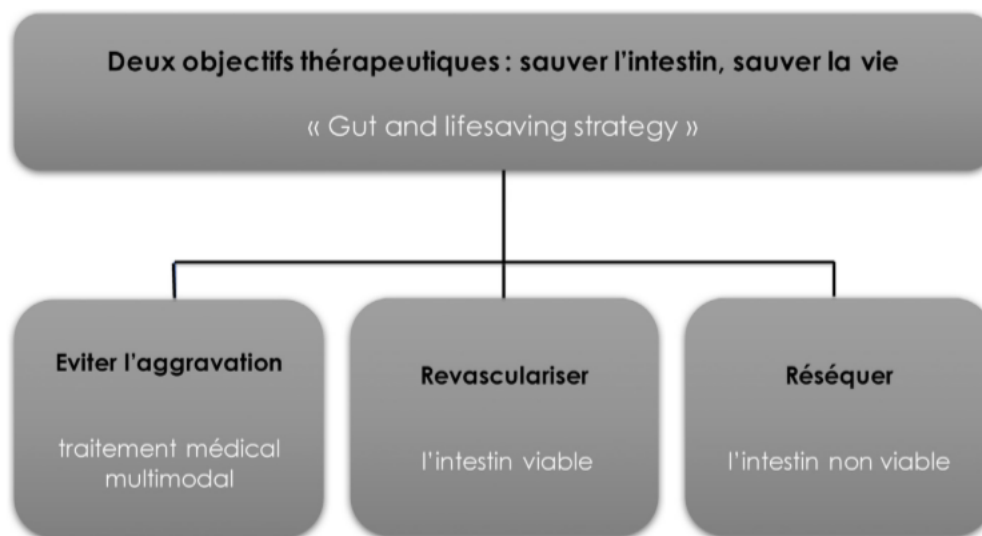 Deux objectifs thérapeutiques : sauver l'intestin, sauver la vie
« Gut and lifesaving strategy »
Eviter l'aggravation
traitement médical
multimodal
Revasculariser
l'intestin viable
Réséquer
l'intestin non viable